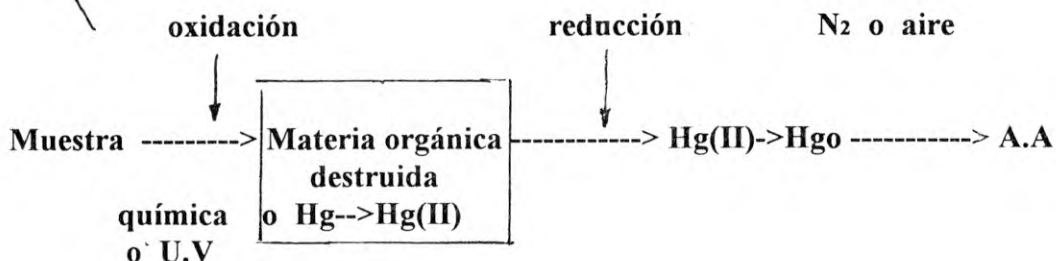 oxidación reducción N2 o aire
Muestra ---------> Materia orgánica ------------> Hg(II)->Hgo -----------> A.A
destruida
química o Hg-->Hg(II)
o U.V